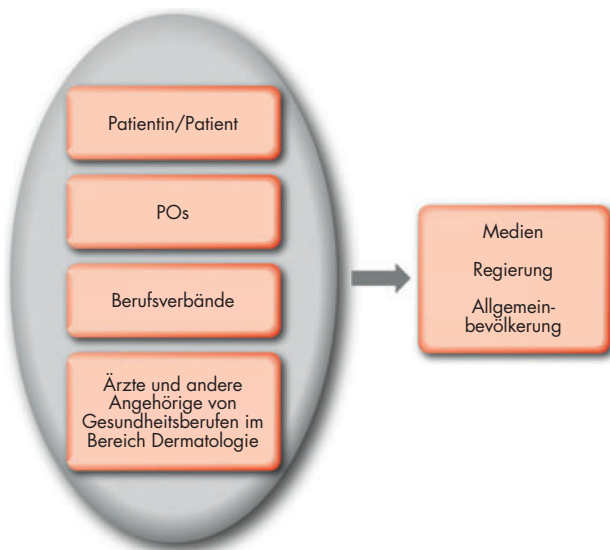 Patientin/Patient
POs
Berufsverbände
Ärzte und andere
Angehörige von
Gesundheitsberufen im
Bereich Dermatologie
Medien
Regierung
Allgemein-
bevölkerung